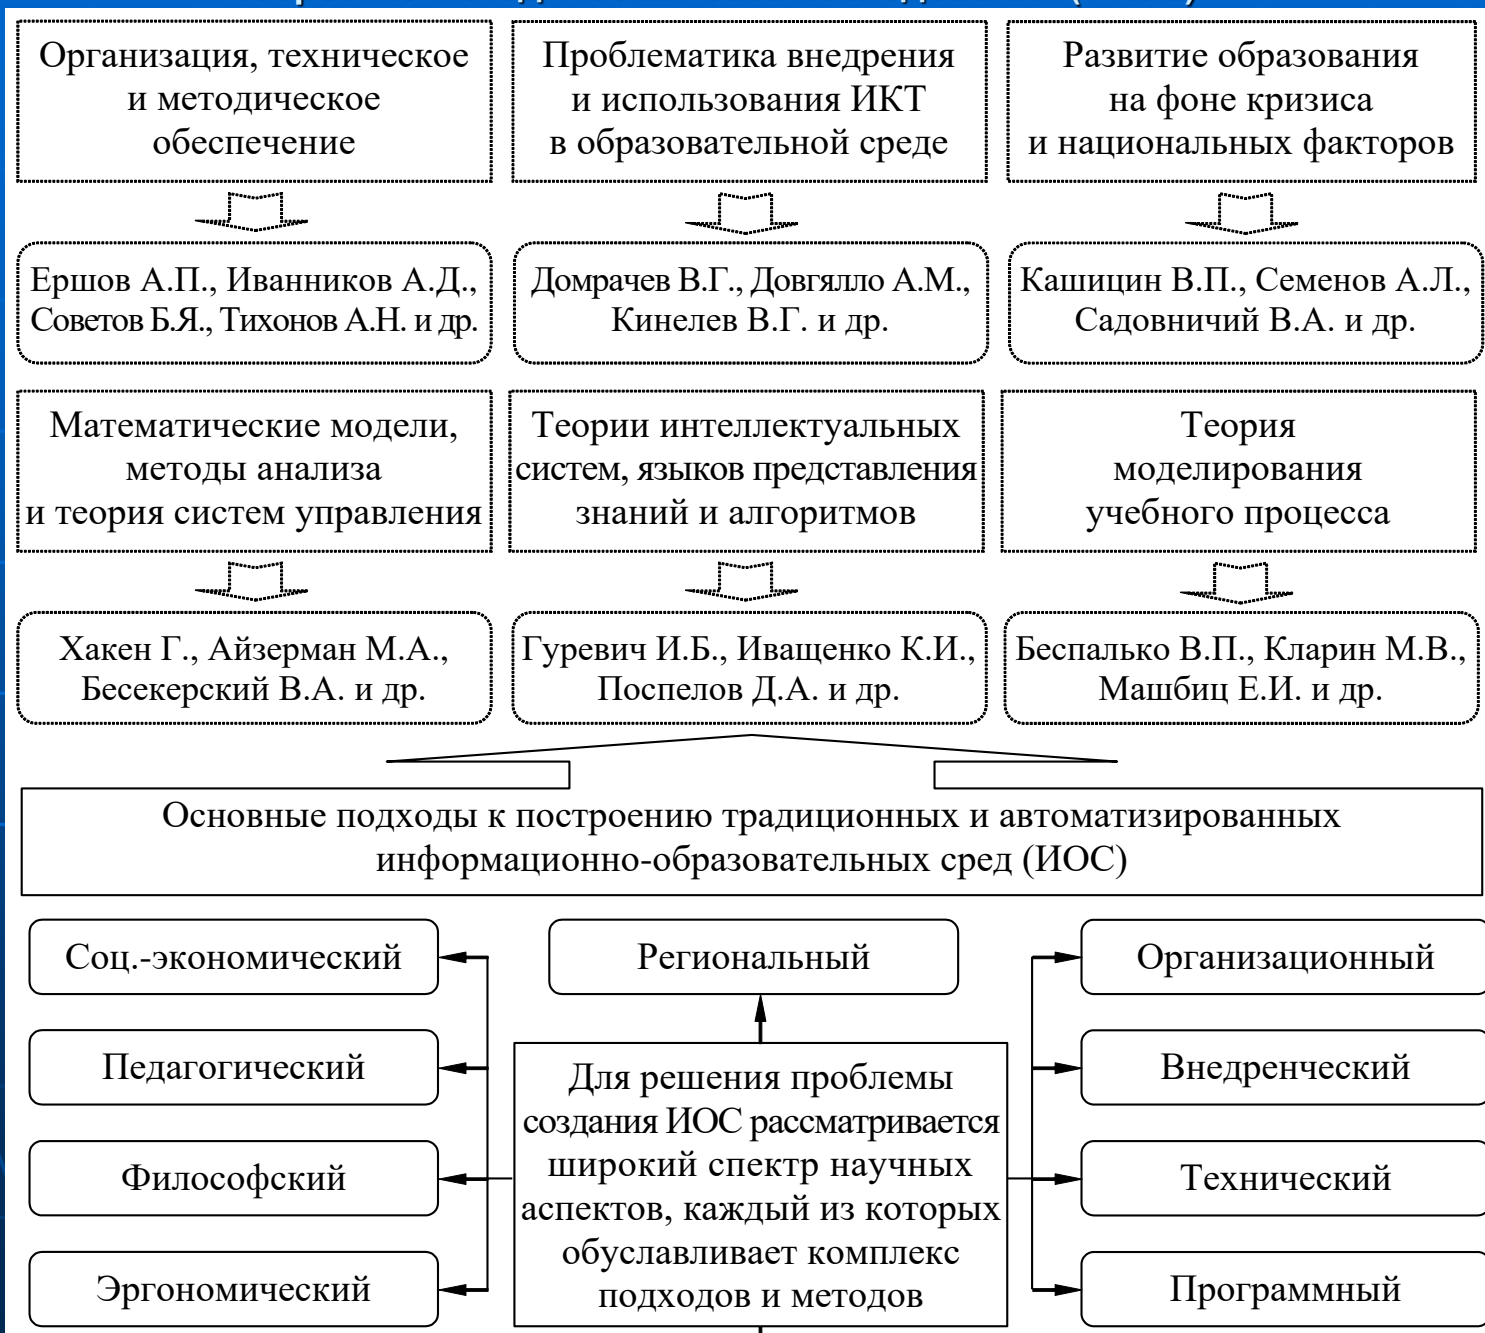 Организация, техническое
и методическое
обеспечение
Проблематика внедрения
и использования ИКТ
в образовательной среде
Развитие образования
на фоне кризиса
и национальных факторов
Ершов А.П., Иванников А.Д.,
Советов Б.Я., Тихонов А.Н. и др.
Домрачев В.Г., Довгялло А.М.,
Кинелев В.Г. и др.
Кашицин В.П., Семенов А.Л.,
Садовничий В.А. и др.
Математические модели,
методы анализа
и теория систем управления
Теории интеллектуальных
систем, языков представления
знаний и алгоритмов
Теория
моделирования
учебного процесса
Хакен Г., Айзерман М.А.,
Бесекерский В.А. и др.
Гуревич И.Б., Иващенко К.И.,
Поспелов Д.А. и др.
Беспалько В.П., Кларин М.В.,
Машбиц Е.И. и др.
Основные подходы к построению традиционных и автоматизированных
информационно-образовательных сред (ИОС)
Соц.-экономический
Региональный
Организационный
Педагогический
Внедренческий
Для решения проблемы
создания ИОС рассматривается
широкий спектр научных
аспектов, каждый из которых
обуславливает комплекс
подходов и методов
Философский
Технический
Эргономический
Программный